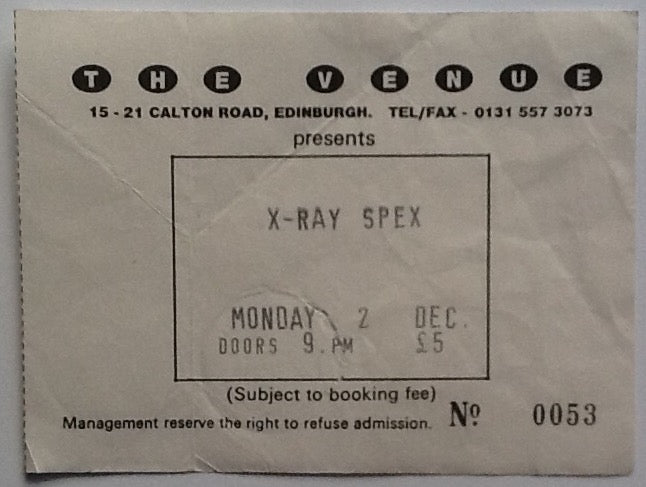 THE VENUE
15 - 21 CALTON ROAD, EDINBURGH. TEL/FAX - 0131 557 3073
presents
X-RAY SPEX
MONDAY 2 DEC.
DOORS 9.PM £5
(Subject to booking fee)
Management reserve the right to refuse admission. Nº 0053